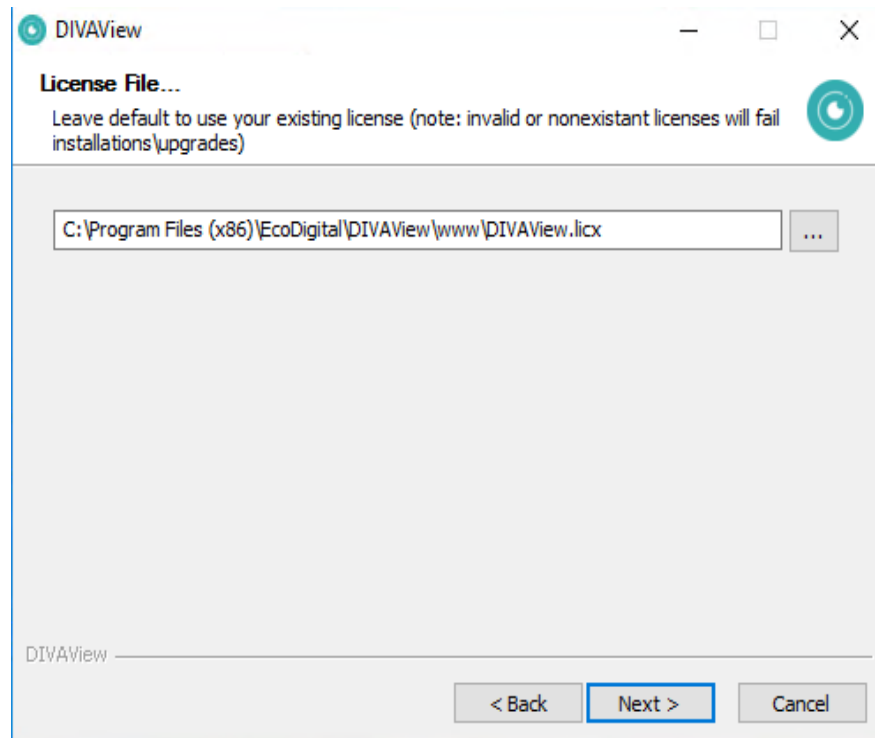 DIVAView
License File...
Leave default to use your existing license (note: invalid or nonexistant licenses will fail
installations\upgrades)
C:\Program Files (x86)\EcoDigital\DIVAView\www\DIVAView.licx
...
DIVAView
< Back
Next >
Cancel